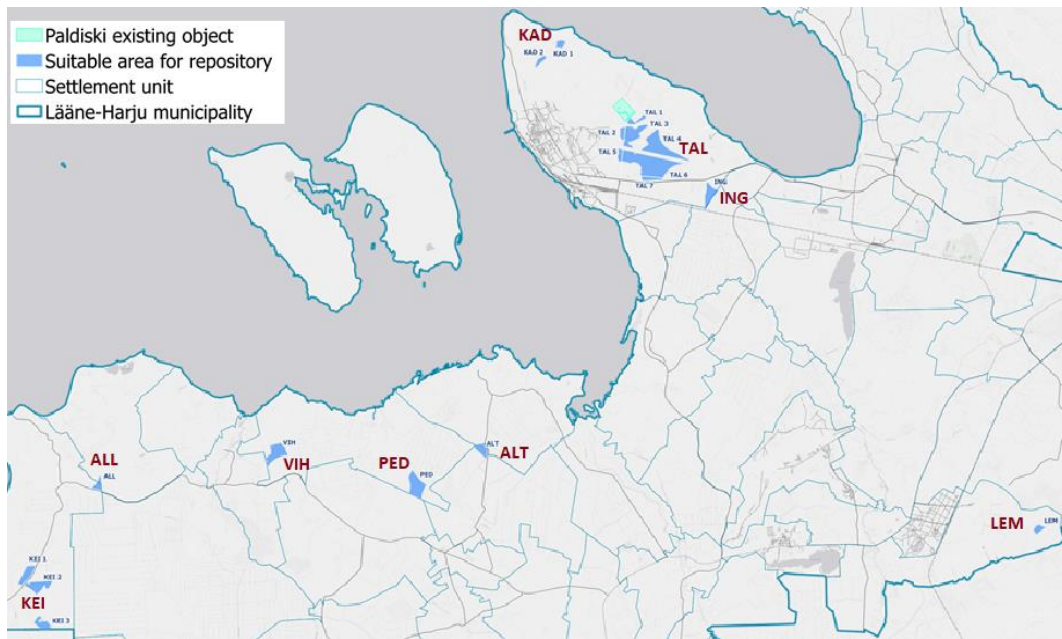 Paldiski existing object
Suitable area for repository
Settlement unit
Lääne-Harju municipality
KAD
KAD 2
KAD 1
TAL 1
TAL 2
TAL 3
TAL 4
TAL
TAL 5
TAL 6
TAL 7
ING
ING
ALL
ALL
VIH
VIH
PED
PED
ALT
ALT
LEM
LEM
KEI 1
KEI 2
KEI
KEI 3